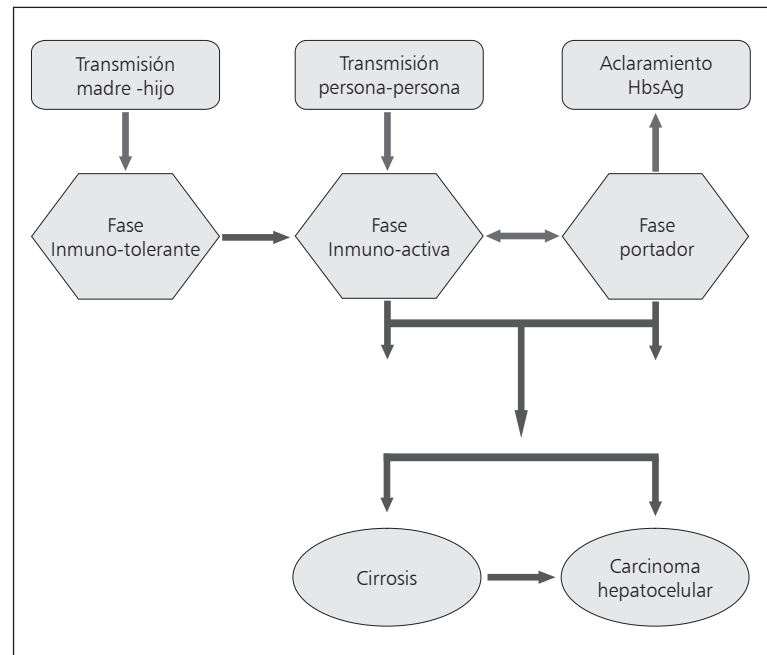 Transmisión
madre -hijo
Transmisión
persona-persona
Aclaramiento
HbsAg
Fase
Inmuno-tolerante
Fase
Inmuno-activa
Fase
portador
Cirrosis
Carcinoma
hepatocelular